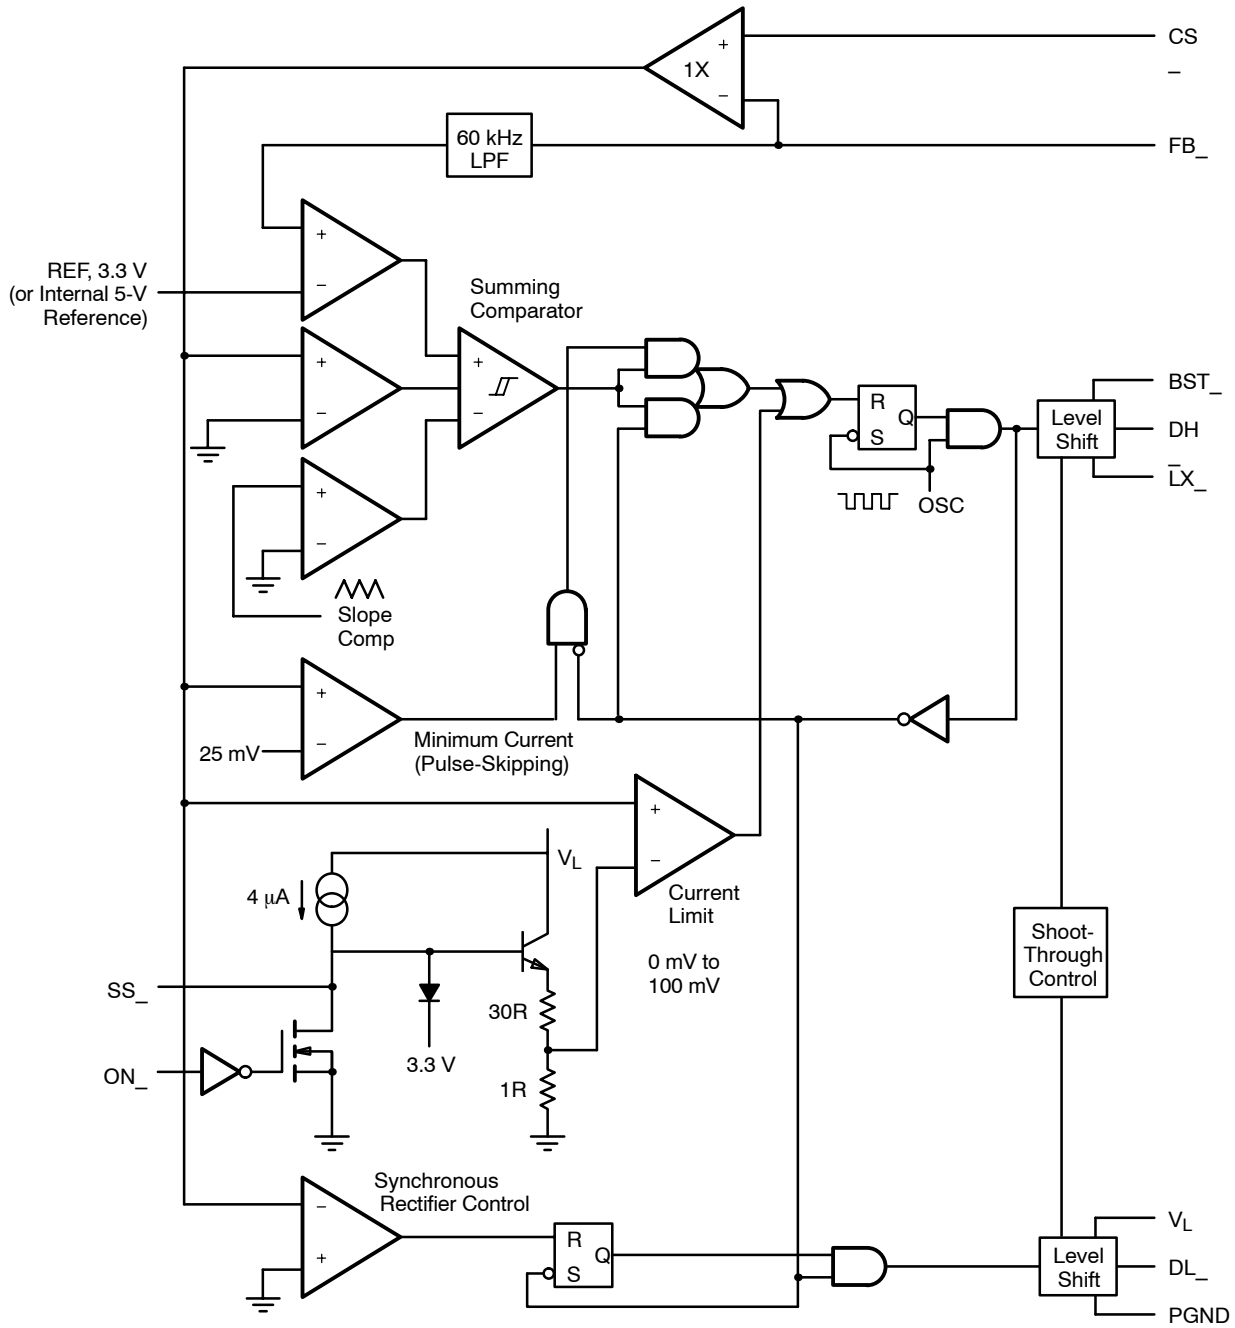 CS
_
+
1X
−
60 kHz
LPF
FB_
+
−
REF, 3.3 V
(or Internal 5-V
Reference)
Summing
Comparator
+
−
+
−
BST_
R
Q
S
Level
Shift
DH
_
LX_
OSC
+
−
Slope
Comp
+
−
25 mV
Minimum Current
(Pulse-Skipping)
+
−
VL
4 μA
Current
Limit
0 mV to
100 mV
Shoot-
Through
Control
SS_
30R
3.3 V
ON_
1R
Synchronous
Rectifier Control
−
+
R
Q
S
VL
Level
Shift
DL_
PGND